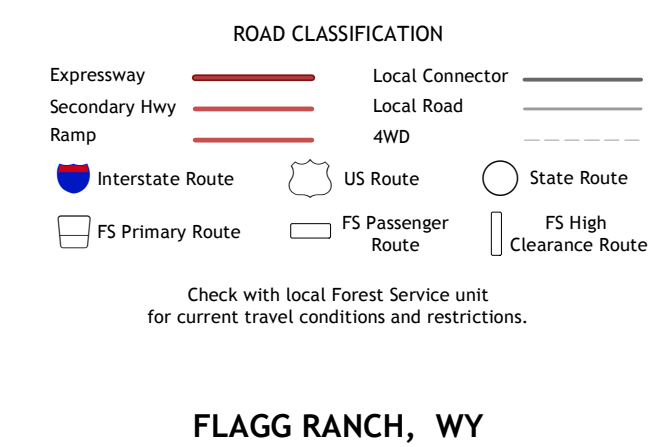 ROAD CLASSIFICATION
Expressway
Local Connector
Secondary Hwy
Local Road
Ramp
4WD
Interstate Route
US Route
State Route
FS Primary Route
FS Passenger
Route
FS High
Clearance Route
Check with local Forest Service unit
for current travel conditions and restrictions.
FLAGG RANCH, WY